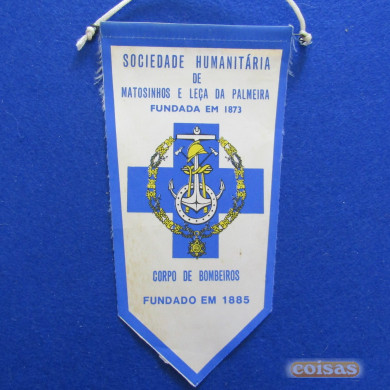 SOCIEDADE HUMANITÁRIA
DE
MATOSINHOS E LEÇA DA PALMEIRA
FUNDADA EM 1873
CORPO DE BOMBEIROS
FUNDADO EM 1885
coisas